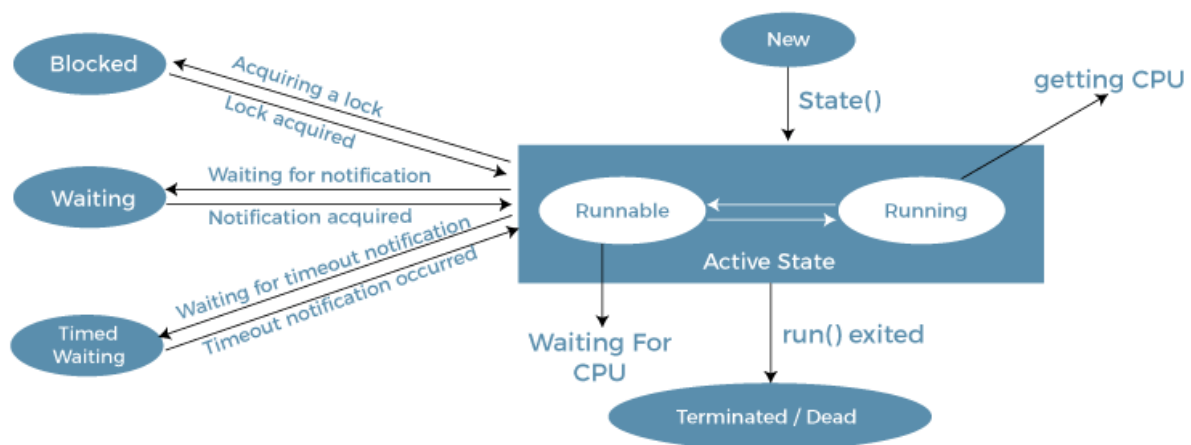 New
Blocked
Acquiring a lock
Lock acquired
State()
getting CPU
Waiting
Waiting for notification
Notification acquired
Runnable
Running
Active State
Waiting for timeout notification
Timeout notification occurred
Timed
Waiting
Waiting For
CPU
run() exited
Terminated / Dead